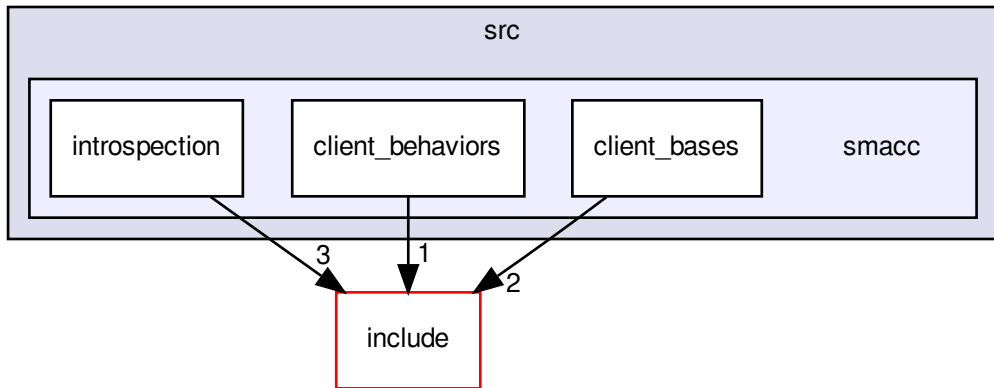 src
introspection
client_behaviors
client_bases
smacc
3
1
2
include